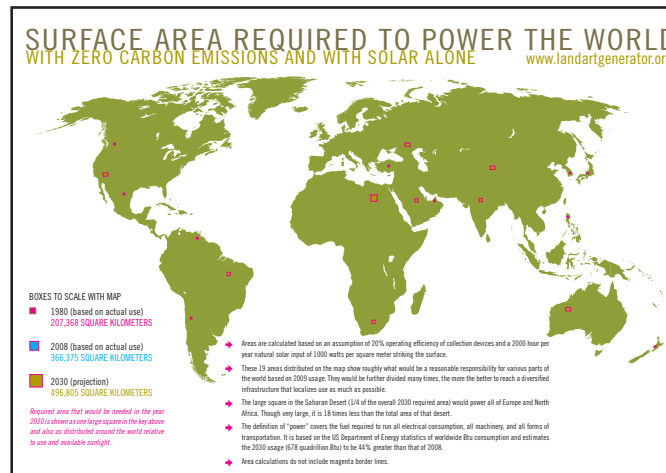 SURFACE AREA REQUIRED TO POWER THE WORLD
WITH ZERO CARBON EMISSIONS AND WITH SOLAR ALONE
www.landartgenerator.or
BOXES TO SCALE WITH MAP
1980 (based on actual use)
207,368 SQUARE KILOMETERS
2008 (based on actual use)
366,375 SQUARE KILOMETERS
2030 (projection)
496,805 SQUARE KILOMETERS
Required area that would be needed in the year
2030 is shown as one large square in the key above
and also as distributed around the world relative
to use and available sunlight.
Areas are calculated based on an assumption of 20% operating efficiency of collection devices and a 2000 hour per
year natural solar input of 1000 watts per square meter striking the surface.
These 19 areas distributed on the map show roughly what would be a reasonable responsibility for various parts of
the world based on 2009 usage. They would be further divided many times, the more the better to reach a diversified
infrastructure that localizes use as much as possible.
The large square in the Saharan Desert (1/4 of the overall 2030 required area) would power all of Europe and North
Africa. Though very large, it is 18 times less than the total area of that desert.
The definition of "power" covers the fuel required to run all electrical consumption, all machinery, and all forms of
transportation. It is based on the US Department of Energy statistics of worldwide Btu consumption and estimates
the 2030 usage (678 quadrillion Btu) to be 44% greater than that of 2008.
Area calculations do not include magenta border lines.